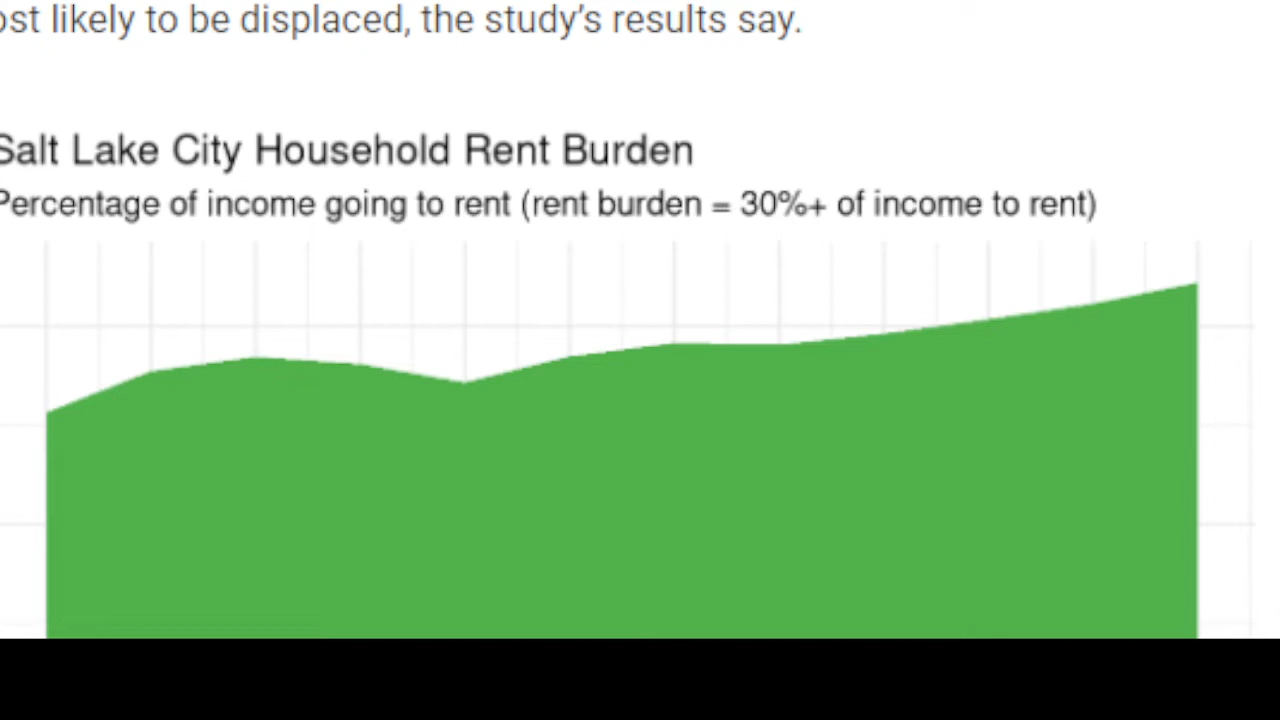 ost likely to be displaced, the study’s results say.
Salt Lake City Household Rent Burden
Percentage of income going to rent (rent burden = 30%+ of income to rent)